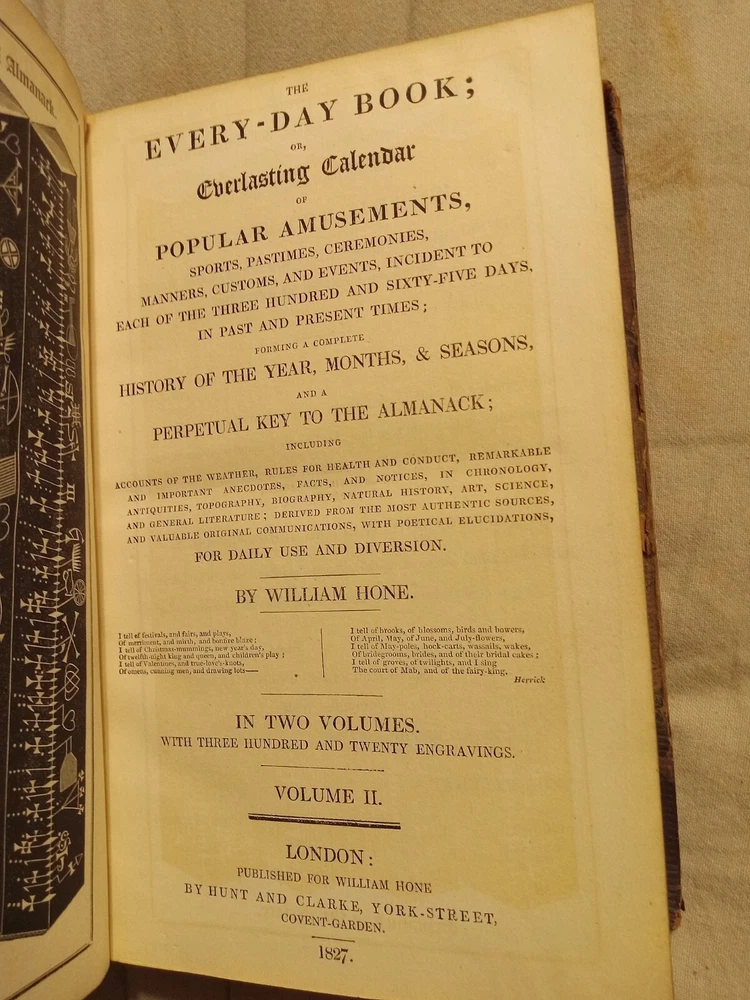 Almanack.
THE
EVERY-DAY BOOK;
OR,
Everlasting Calendar
OF
POPULAR AMUSEMENTS,
SPORTS, PASTIMES, CEREMONIES,
MANNERS, CUSTOMS, AND EVENTS, INCIDENT TO
EACH OF THE THREE HUNDRED AND SIXTY-FIVE DAYS,
IN PAST AND PRESENT TIMES;
FORMING A COMPLETE
HISTORY OF THE YEAR, MONTHS, & SEASONS,
AND A
PERPETUAL KEY TO THE ALMANACK;
INCLUDING
ACCOUNTS OF THE WEATHER, RULES FOR HEALTH AND CONDUCT, REMARKABLE
AND IMPORTANT ANECDOTES, FACTS, AND NOTICES, IN CHRONOLOGY,
ANTIQUITIES, TOPOGRAPHY, BIOGRAPHY, NATURAL HISTORY, ART, SCIENCE,
AND GENERAL LITERATURE; DERIVED FROM THE MOST AUTHENTIC SOURCES,
AND VALUABLE ORIGINAL COMMUNICATIONS, WITH POETICAL ELUCIDATIONS,
FOR DAILY USE AND DIVERSION.
BY WILLIAM HONE.
I tell of festivals, and fairs, and plays,
Of merriment, and mirth, and bonfire blaze;
I tell of Christmas-mummings, new year's day,
Of twelfth-night king and queen, and children's play;
I tell of Valentines, and true-love's-knots,
Of omens, cunning men, and drawing lots—
I tell of brooks, of blossoms, birds and bowers,
Of April, May, of June, and July-flowers,
I tell of May-poles, hock-carts, wassails, wakes,
Of bridegrooms, brides, and of their bridal cakes;
I tell of groves, of twilights, and I sing
The court of Mab, and of the fairy-king.
Herrick
IN TWO VOLUMES.
WITH THREE HUNDRED AND TWENTY ENGRAVINGS.
VOLUME II.
LONDON:
PUBLISHED FOR WILLIAM HONE
BY HUNT AND CLARKE, YORK-STREET,
COVENT-GARDEN.
1827.